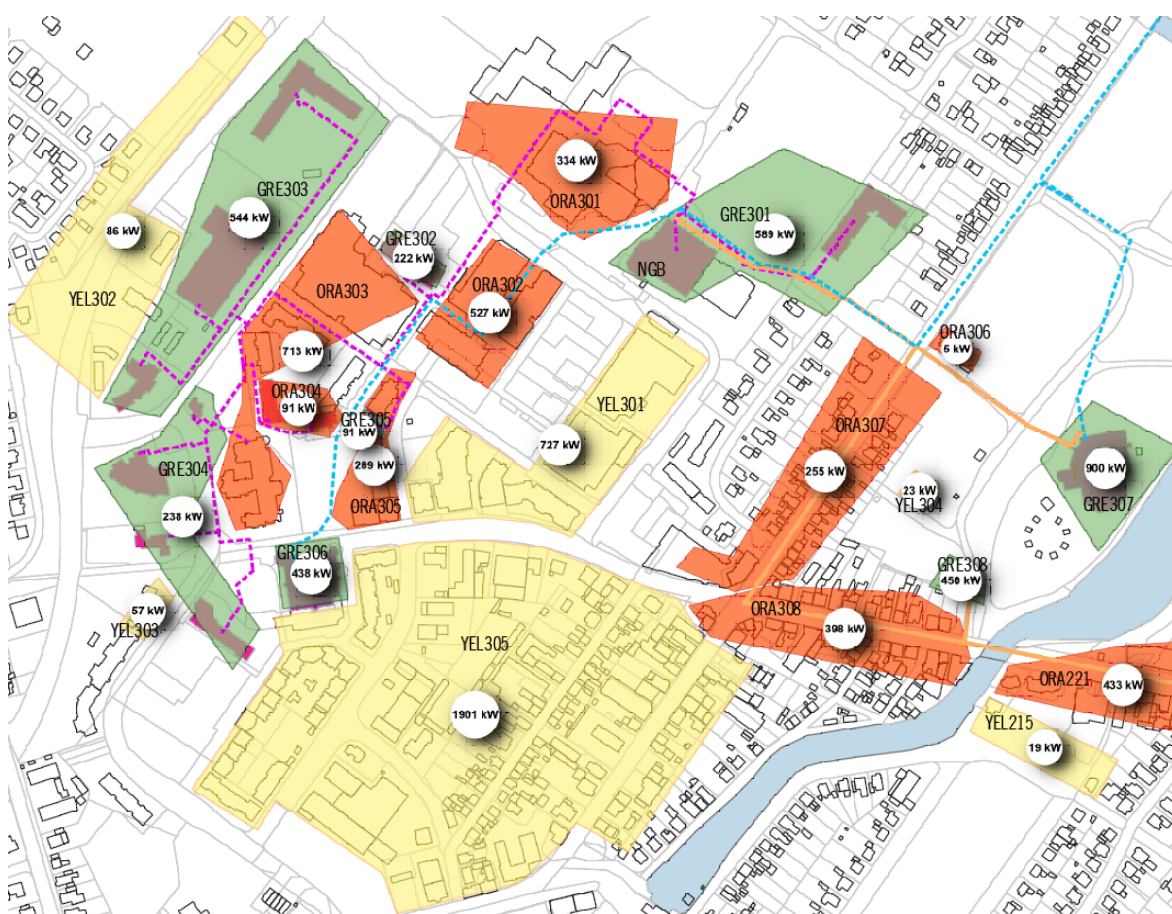 GRE303
544 kW
86 kW
YEL302
334 kW
ORA301
GRE301
589 kW
NGB
GRE302
222 kW
ORA303
ORA302
527 kW
713 kW
ORA304
91 kW
GRE305
91 kW
289 kW
ORA305
YEL301
727 kW
ORA306
5 kW
ORA307
255 kW
23 kW
YEL304
900 kW
GRE307
GRE304
238 kW
GRE306
438 kW
GRE308
450 kW
57 kW
YEL303
ORA308
398 kW
YEL305
1901 kW
ORA221
433 kW
YEL215
19 kW